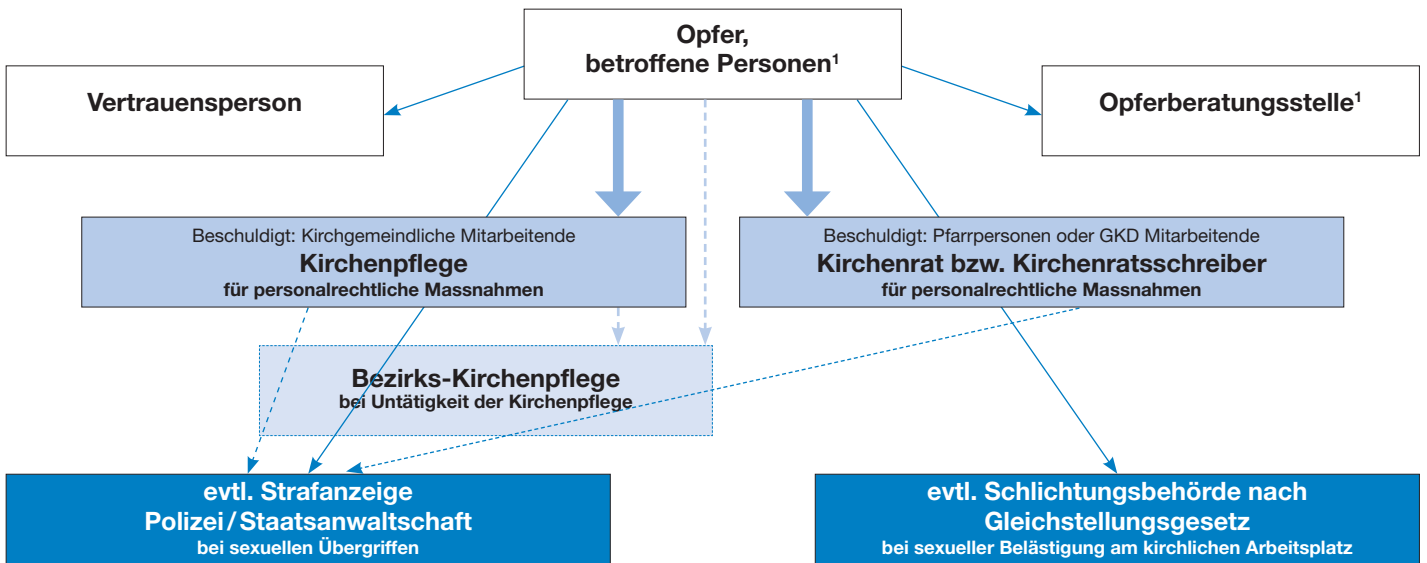 Opfer,
betroffene Personen¹
Vertrauensperson
Opferberatungsstelle¹
Beschuldigt: Kirchgemeindliche Mitarbeitende
Kirchenpflege
für personalrechtliche Massnahmen
Beschuldigt: Pfarrpersonen oder GKD Mitarbeitende
Kirchenrat bzw. Kirchenratsschreiber
für personalrechtliche Massnahmen
Bezirks-Kirchenpflege
bei Untätigkeit der Kirchenpflege
evtl. Strafanzeige
Polizei/Staatsanwaltschaft
bei sexuellen Übergriffen
evtl. Schlichtungsbehörde nach
Gleichstellungsgesetz
bei sexueller Belästigung am kirchlichen Arbeitsplatz